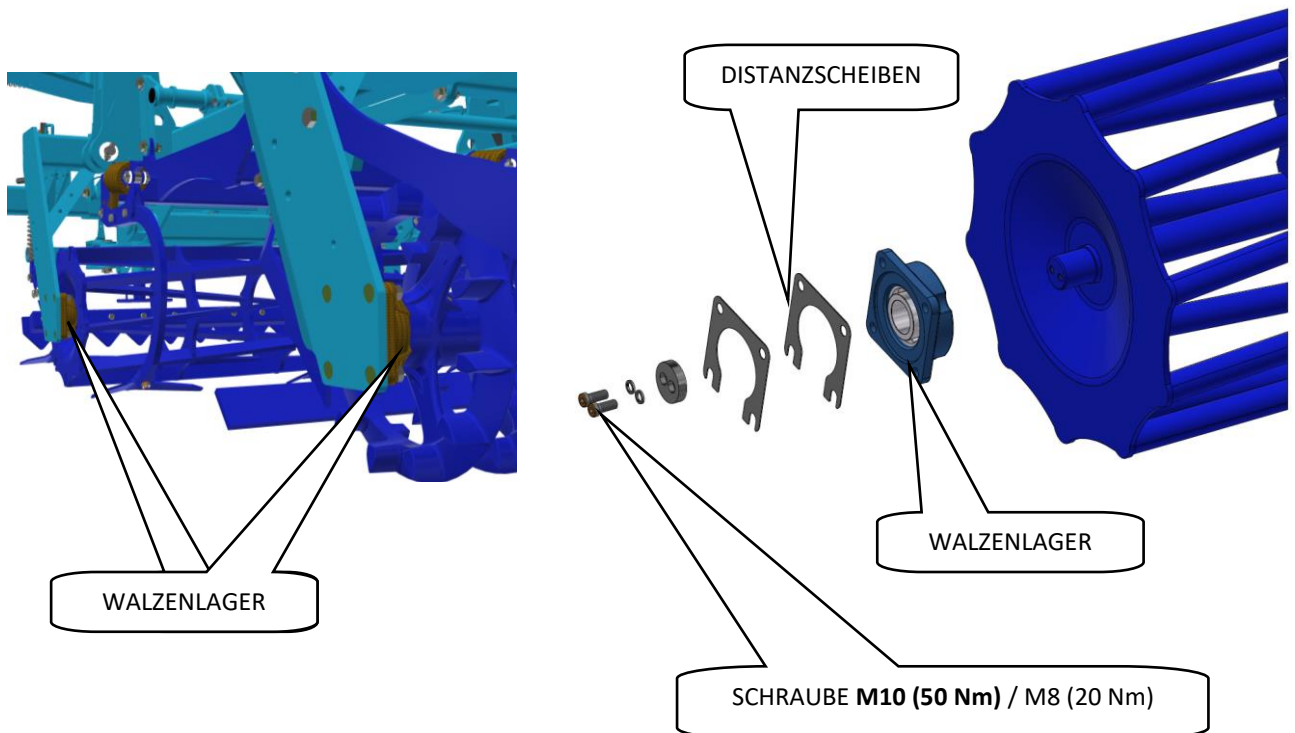 DISTANZSCHEIBEN
WALZENLAGER
WALZENLAGER
SCHRAUBE M10 (50 Nm) / M8 (20 Nm)